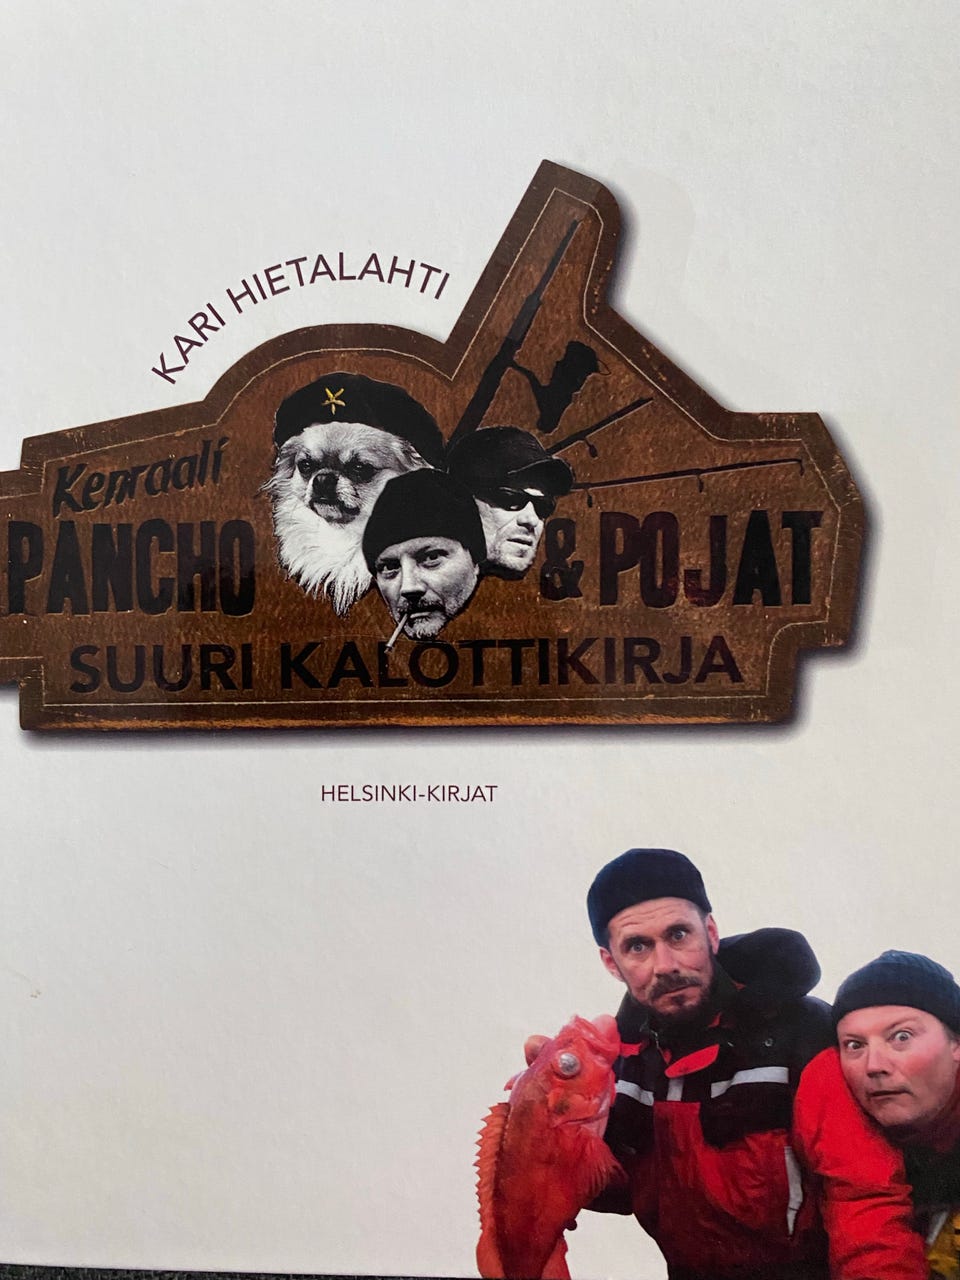 KARI HIETALAHTI
Kenraali
PANCHO & POJAT
SUURI KALOTTIKIRJA
HELSINKI-KIRJAT